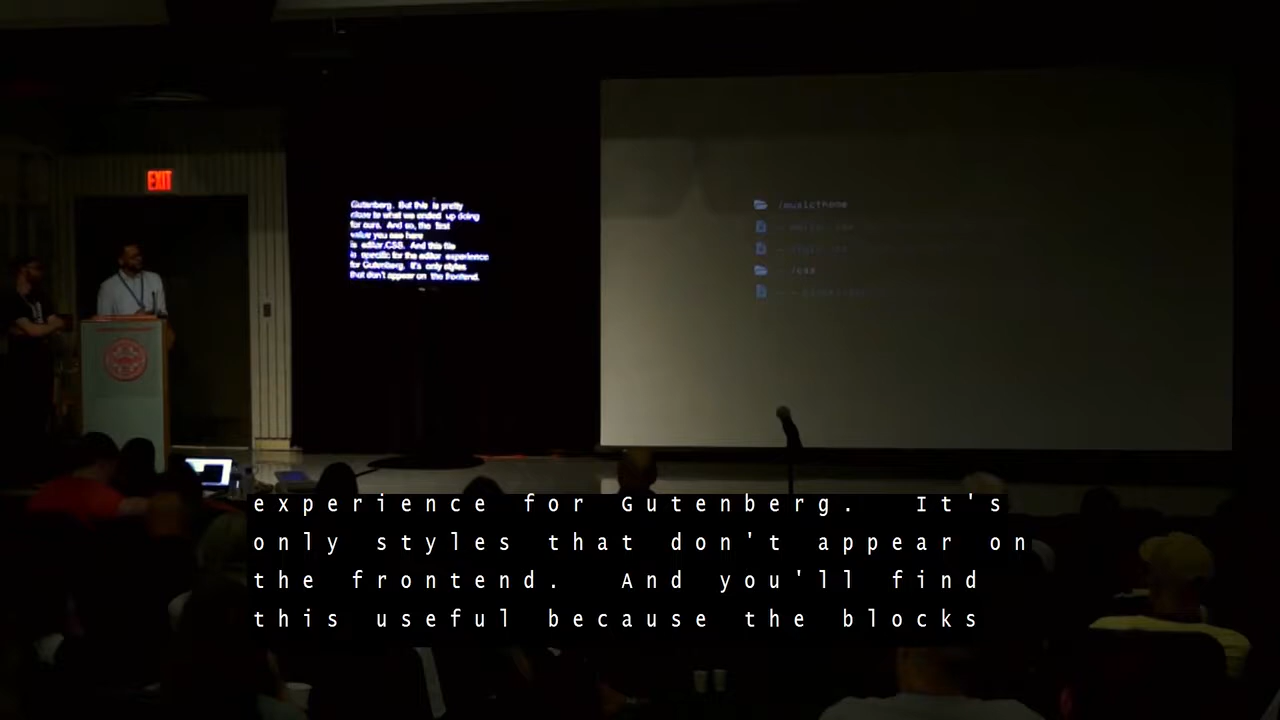 EXIT
Gutenberg. But this is pretty
close to what we ended up doing
for ours. And so, the first
value you see here
is editor.CSS. And this file
is specific for the editor experience
for Gutenberg. It's only styles
that don't appear on the frontend.
/musictheme
/css
experience for Gutenberg. It's
only styles that don't appear on
the frontend. And you'll find
this useful because the blocks